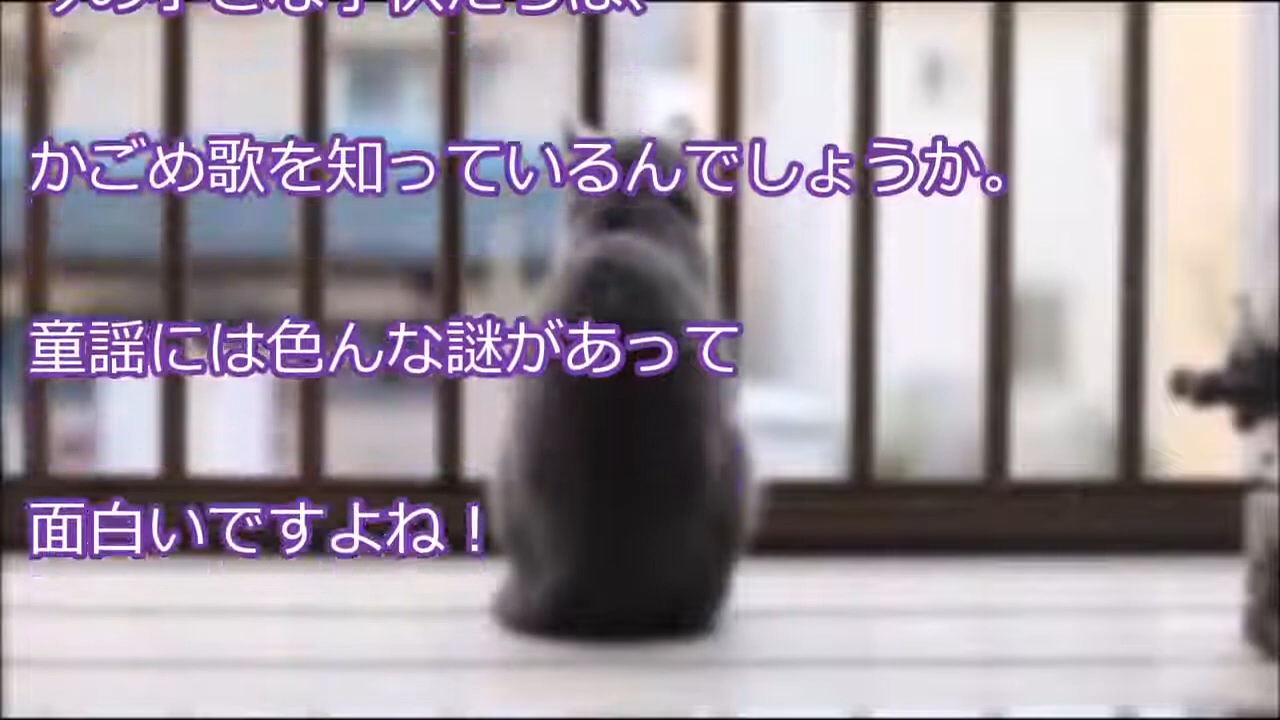 かごめ歌を知っているんでしょうか。
童謡には色んな謎があって
面白いですよね！